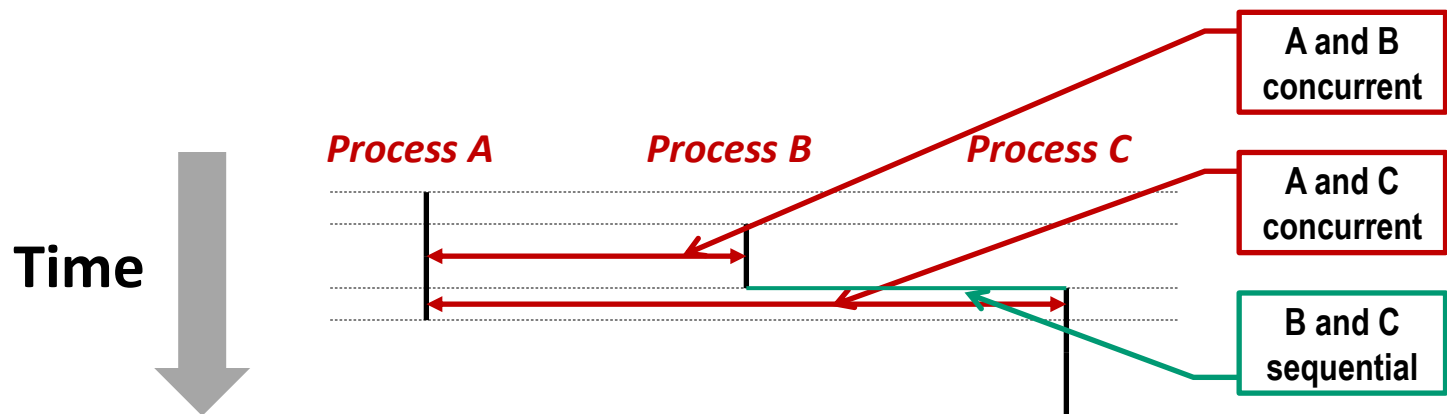 A and B
concurrent
Process A
Process B
Process C
A and C
concurrent
Time
B and C
sequential